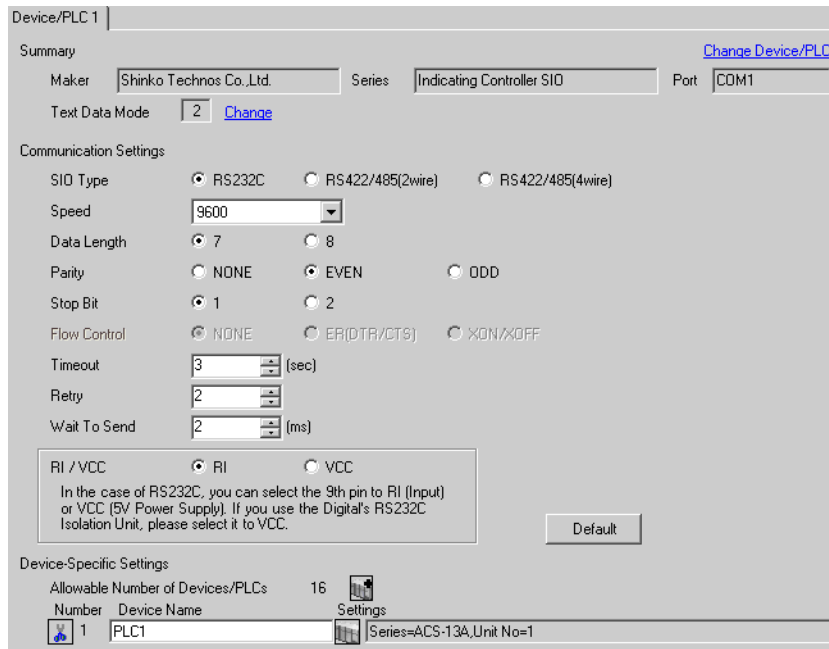 Device/PLC 1
Summary Change Device/PLC
Maker Shinko Technos Co.,Ltd. Series Indicating Controller SIO Port COM1
Text Data Mode 2 Change
Communication Settings
SIO Type RS232C RS422/485(2wire) RS422/485(4wire)
Speed 9600
Data Length 7 8
Parity NONE EVEN ODD
Stop Bit 1 2
Flow Control NONE ER(DTR/CTS) XON/XOFF
Timeout 3 (sec)
Retry 2
Wait To Send 2 (ms)
RI / VCC RI VCC
In the case of RS232C, you can select the 9th pin to RI (Input)
or VCC (5V Power Supply). If you use the Digital's RS232C
Isolation Unit, please select it to VCC.
Default
Device-Specific Settings
Allowable Number of Devices/PLCs 16
Number Device Name Settings
1 PLC1 Series=ACS-13A,Unit No=1